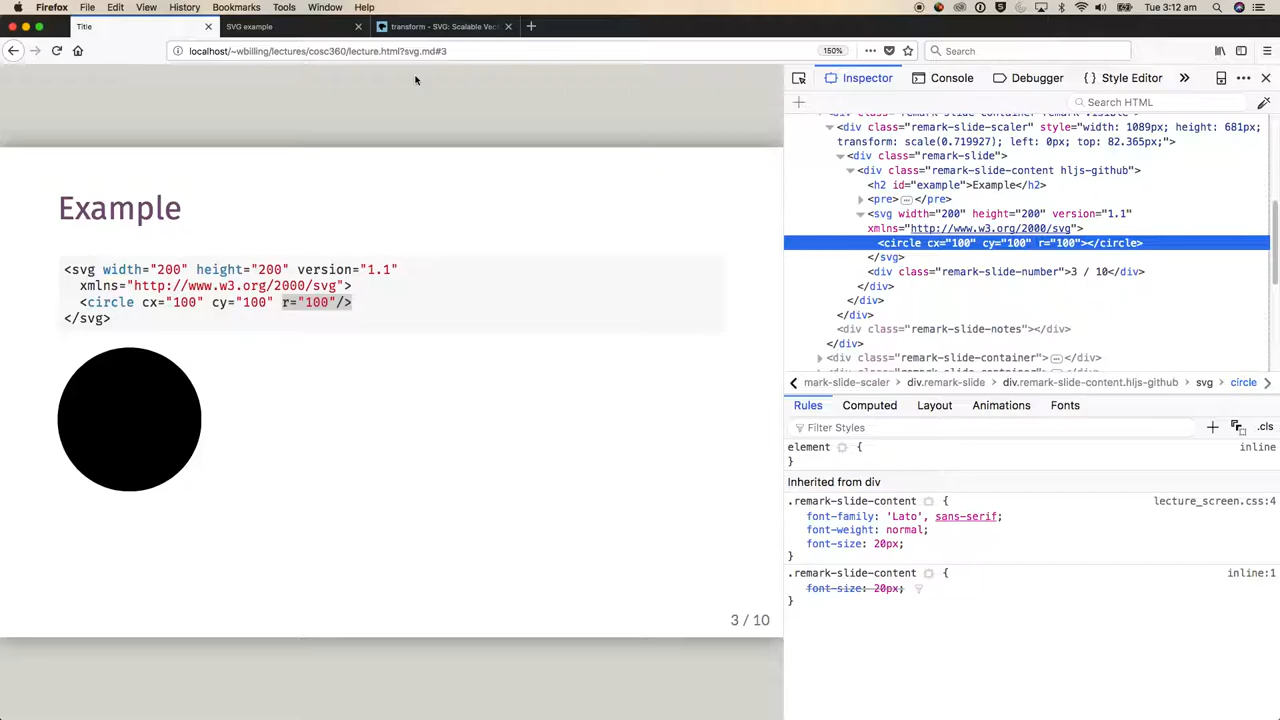 Firefox File Edit View History Bookmarks Tools Window Help
Tue 3:12 am
Title
SVG example
transform - SVG: Scalable Vec
localhost/~wbilling/lectures/cosc360/lecture.html?svg.md#3
150%
Search
Inspector Console Debugger { } Style Editor
Search HTML
<div class="remark-slide-scaler" style="width: 1089px; height: 681px;
transform: scale(0.719927); left: 0px; top: 82.365px;">
<div class="remark-slide">
<div class="remark-slide-content hljs-github">
<h2 id="example">Example</h2>
<pre></pre>
<svg width="200" height="200" version="1.1"
xmlns="http://www.w3.org/2000/svg">
<circle cx="100" cy="100" r="100"></circle>
</svg>
<div class="remark-slide-number">3 / 10</div>
</div>
</div>
</div>
<div class="remark-slide-notes"></div>
</div>
<div class="remark-slide-container"></div>
mark-slide-scaler div.remark-slide div.remark-slide-content.hljs-github svg circle
Rules Computed Layout Animations Fonts
Filter Styles
.cls
element {
inline
}
Inherited from div
.remark-slide-content {
lecture_screen.css:4
font-family: 'Lato', sans-serif;
font-weight: normal;
font-size: 20px;
}
.remark-slide-content {
inline:1
font-size: 20px;
}
Example
<svg width="200" height="200" version="1.1"
xmlns="http://www.w3.org/2000/svg">
<circle cx="100" cy="100" r="100"/>
</svg>
3 / 10